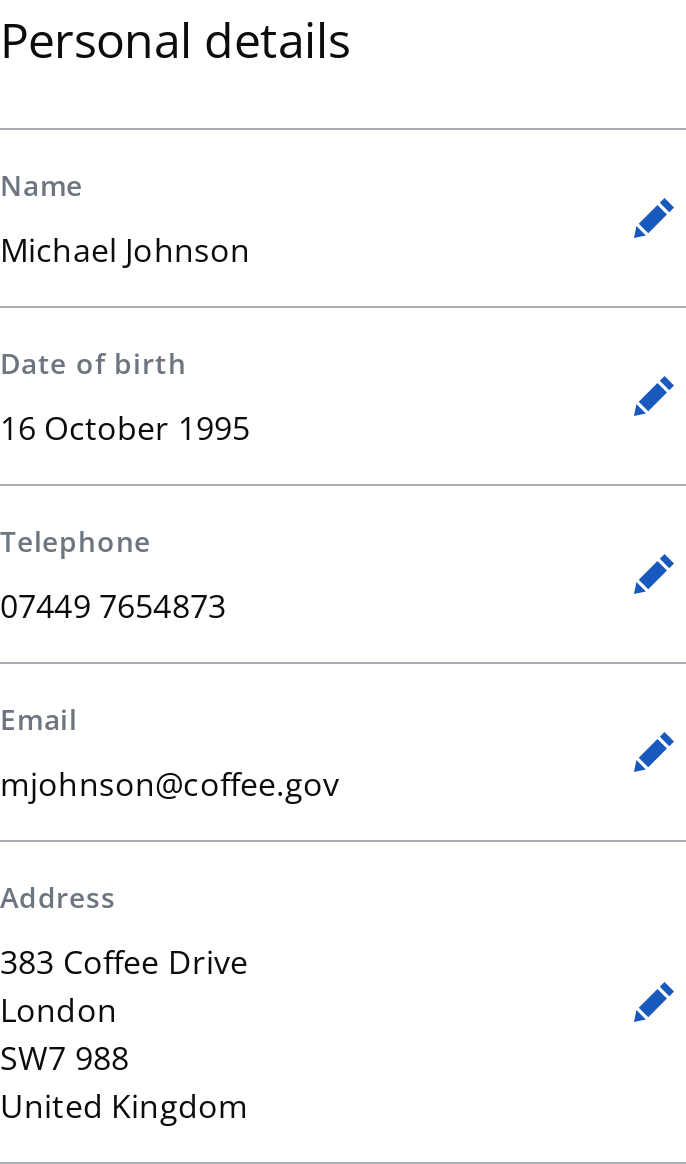 Personal details
Name
Michael Johnson
Date of birth
16 October 1995
Telephone
07449 7654873
Email
mjohnson@coffee.gov
Address
383 Coffee Drive
London
SW7 988
United Kingdom